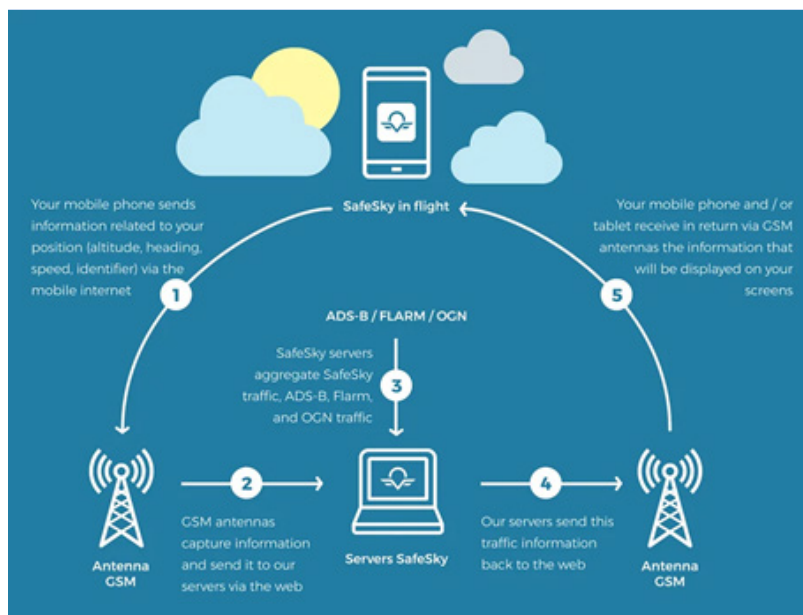 Your mobile phone sends
information related to your
position (altitude, heading,
speed, identifier) via the
mobile internet
1
SafeSky in flight
Your mobile phone and / or
tablet receive in return via GSM
antennas the information that
will be displayed on your
screens
5
ADS-B / FLARM / OGN
SafeSky servers
aggregate SafeSky
traffic, ADS-B, Flarm,
and OGN traffic
3
Antenna
GSM
2
GSM antennas
capture information
and send it to our
servers via the web
Servers SafeSky
4
Our servers send this
traffic information
back to the web
Antenna
GSM